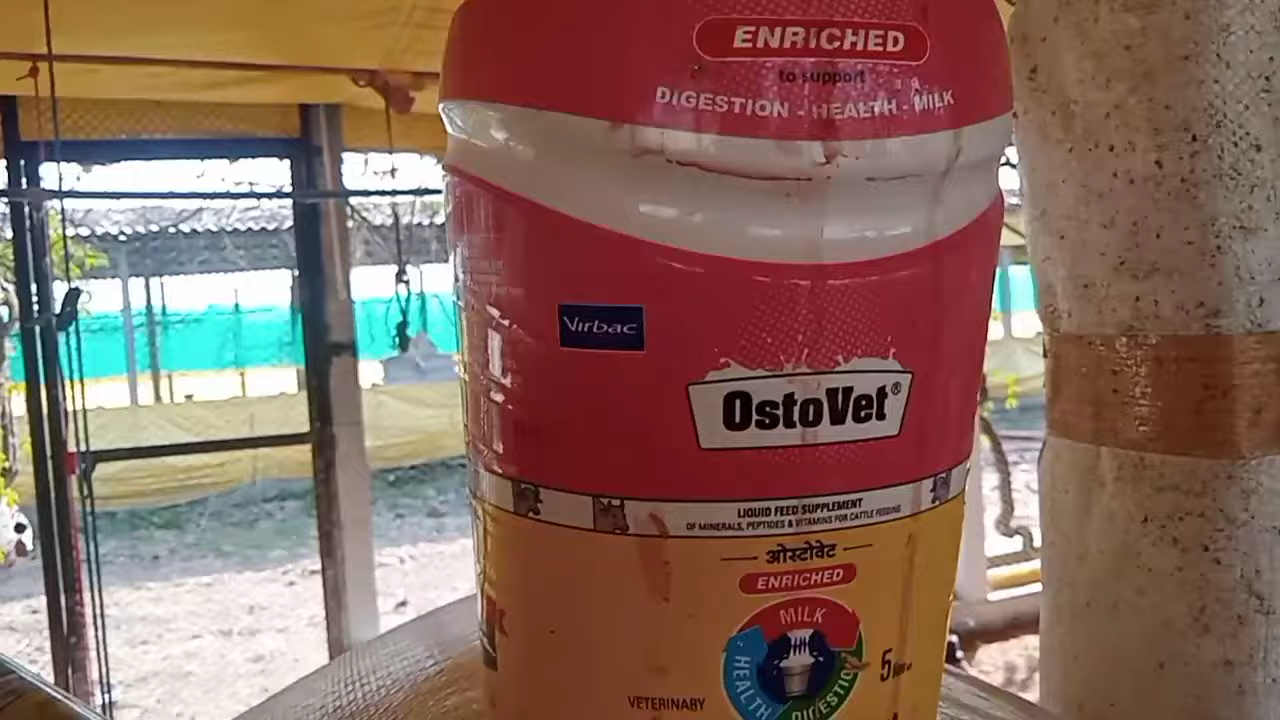 ENRICHED
to support
DIGESTION - HEALTH - MILK
Virbac
OstoVet®
LIQUID FEED SUPPLEMENT
OF MINERALS, PEPTIDES & VITAMINS FOR CATTLE FEEDING
ओस्टोवेट
ENRICHED
MILK
HEALTH
DIGESTION
5
VETERINARY